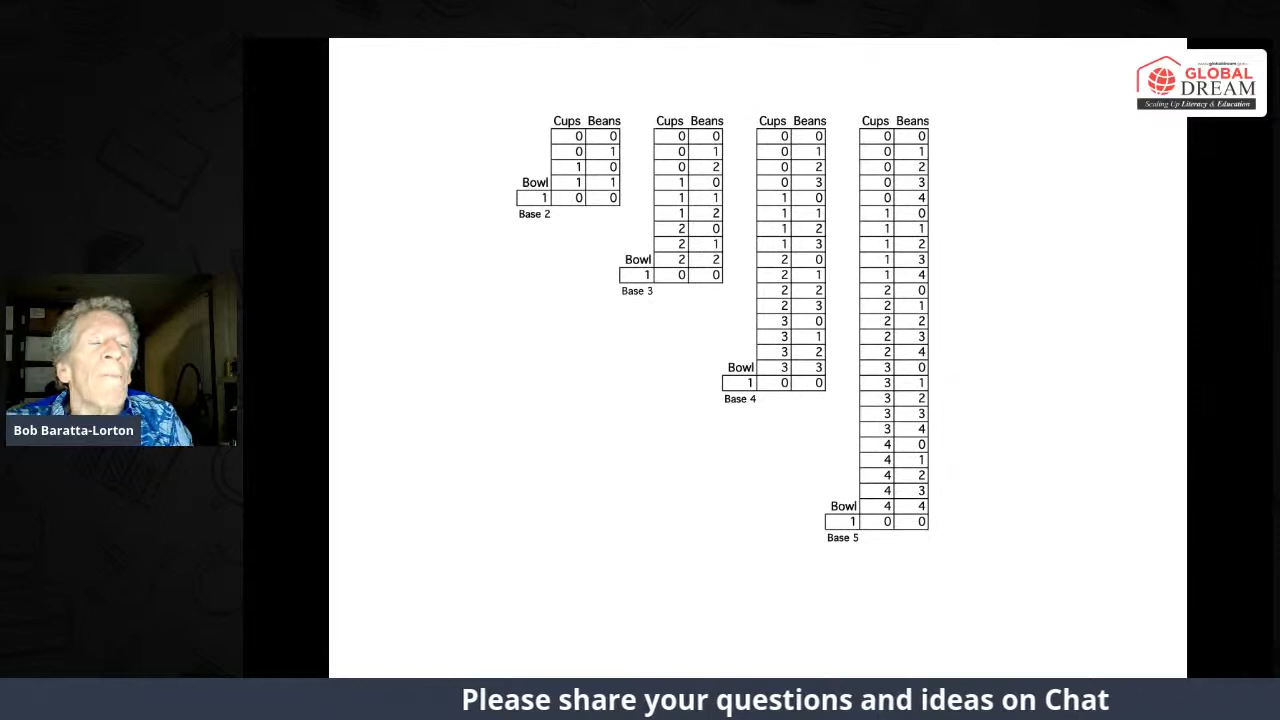 GLOBAL
DREAM
Scaling Up Literacy & Education
Cups Beans Cups Beans Cups Beans Cups Beans
0 0 0 0 0 0 0 0
0 1 0 1 0 1 0 1
1 0 0 2 0 2 0 2
Bowl 1 1 1 0 0 3 0 3
1 0 0 1 1 1 0 0 4
Base 2 1 2 1 1 1 0
2 0 1 2 1 1
2 1 1 3 1 2
Bowl 2 2 2 0 1 3
1 0 0 2 1 1 4
Base 3 2 2 2 0
2 3 2 1
3 0 2 2
3 1 2 3
3 2 2 4
Bowl 3 3 3 0
1 0 0 3 1
Base 4 3 2
3 3
3 4
4 0
4 1
4 2
4 3
Bowl 4 4
1 0 0
Base 5
Bob Baratta-Lorton
Please share your questions and ideas on Chat